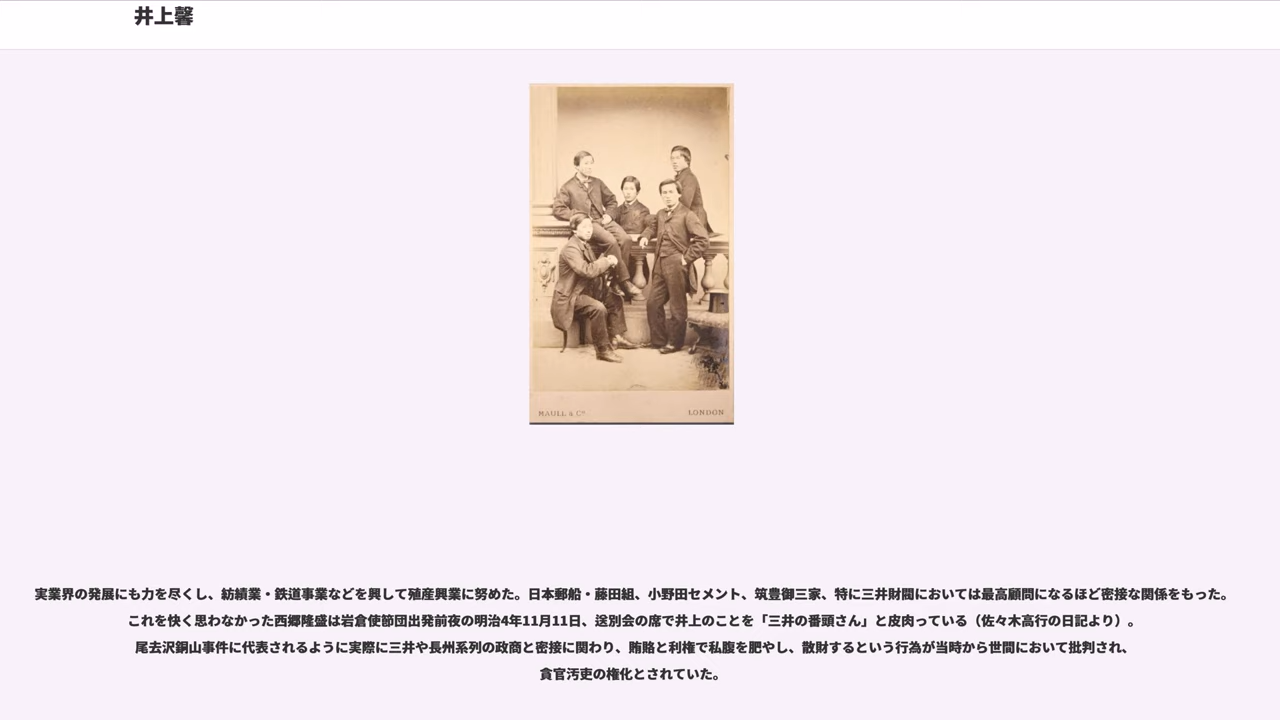 井上馨
MAULL & Co
LONDON
実業界の発展にも力を尽くし、紡績業・鉄道事業などを興して殖産興業に努めた。日本郵船・藤田組、小野田セメント、筑豊御三家、特に三井財閥においては最高顧問になるほど密接な関係をもった。
これを快く思わなかった西郷隆盛は岩倉使節団出発前夜の明治4年11月11日、送別会の席で井上のことを「三井の番頭さん」と皮肉っている（佐々木高行の日記より）。
尾去沢銅山事件に代表されるように実際に三井や長州系列の政商と密接に関わり、賄賂と利権で私腹を肥やし、散財するという行為が当時から世間において批判され、
貪官汚吏の権化とされていた。